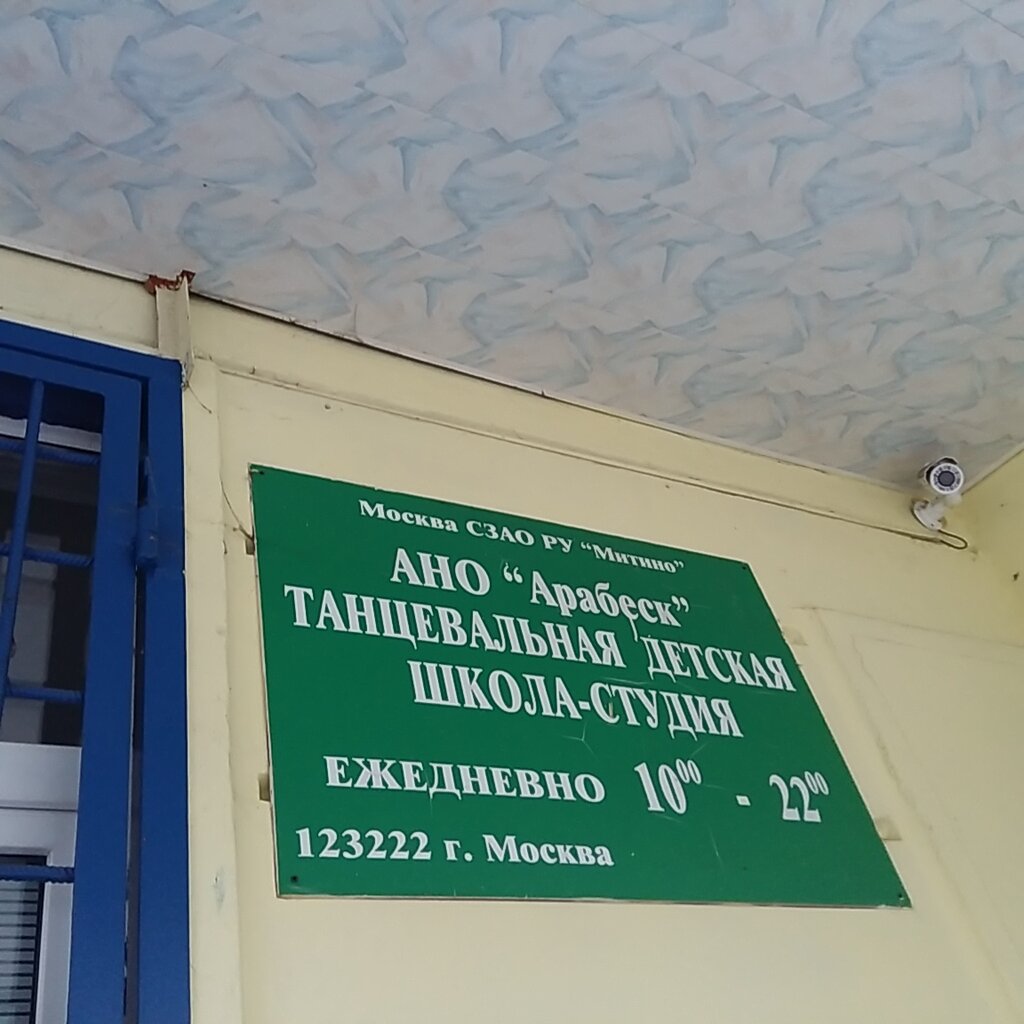 Москва СЗАО РУ “Митино”
АНО “Арабеск”
ТАНЦЕВАЛЬНАЯ ДЕТСКАЯ
ШКОЛА-СТУДИЯ
ЕЖЕДНЕВНО 10⁰⁰ - 22⁰⁰
123222 г. Москва